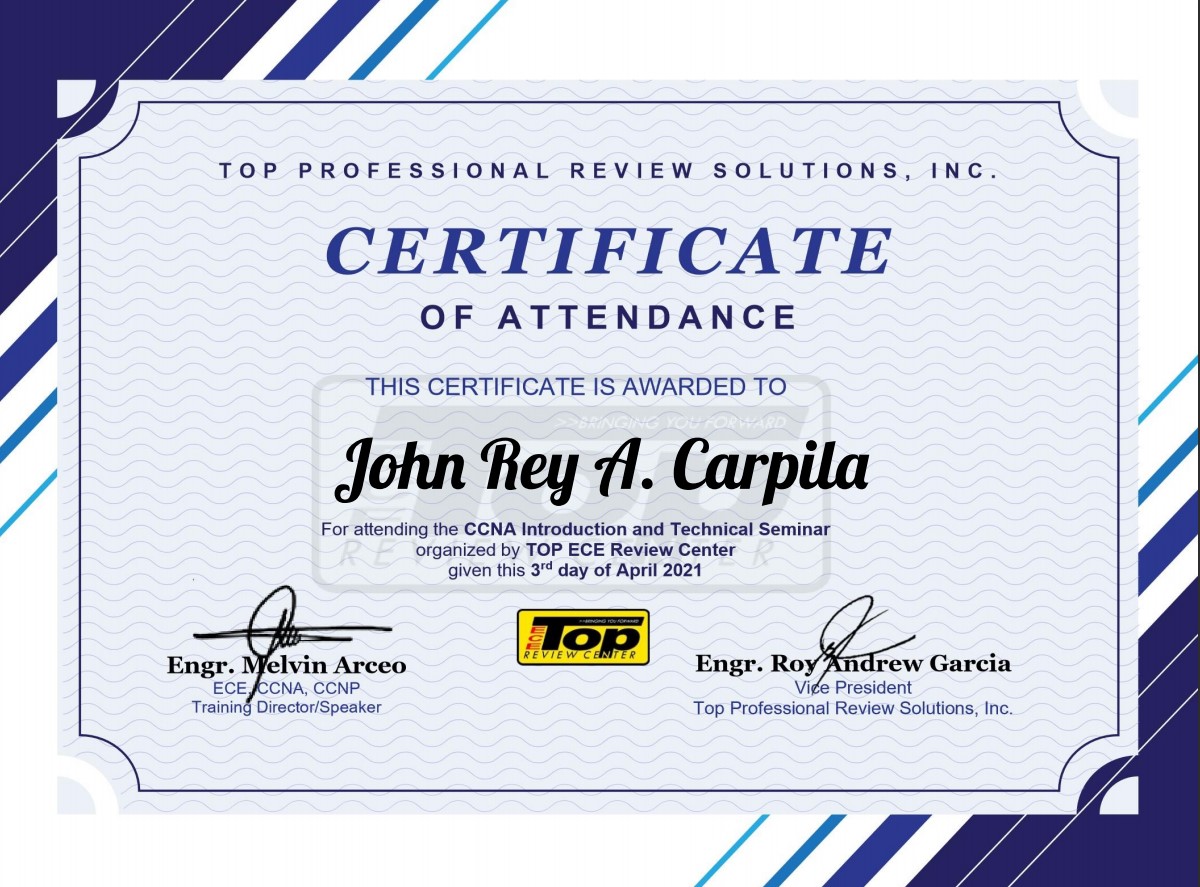 TOP PROFESSIONAL REVIEW SOLUTIONS, INC.
CERTIFICATE
OF ATTENDANCE
THIS CERTIFICATE IS AWARDED TO
>>BRINGING YOU FORWARD
John Rey A. Carpila
TOP
For attending the CCNA Introduction and Technical Seminar
organized by TOP ECE Review Center
REVIEW CENTER
given this 3rd day of April 2021
>>BRINGING YOU FORWARD
ECE
Top
REVIEW CENTER
Engr. Melvin Arceo
ECE, CCNA, CCNP
Training Director/Speaker
Engr. Roy Andrew Garcia
Vice President
Top Professional Review Solutions, Inc.